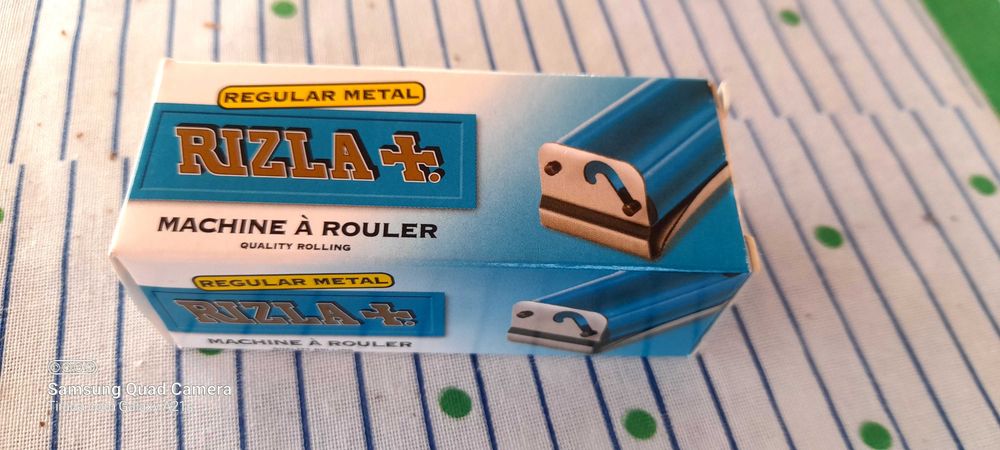 REGULAR METAL
RIZLA +.
MACHINE À ROULER
QUALITY ROLLING
REGULAR METAL
RIZLA +.
MACHINE À ROULER
Samsung Quad Camera